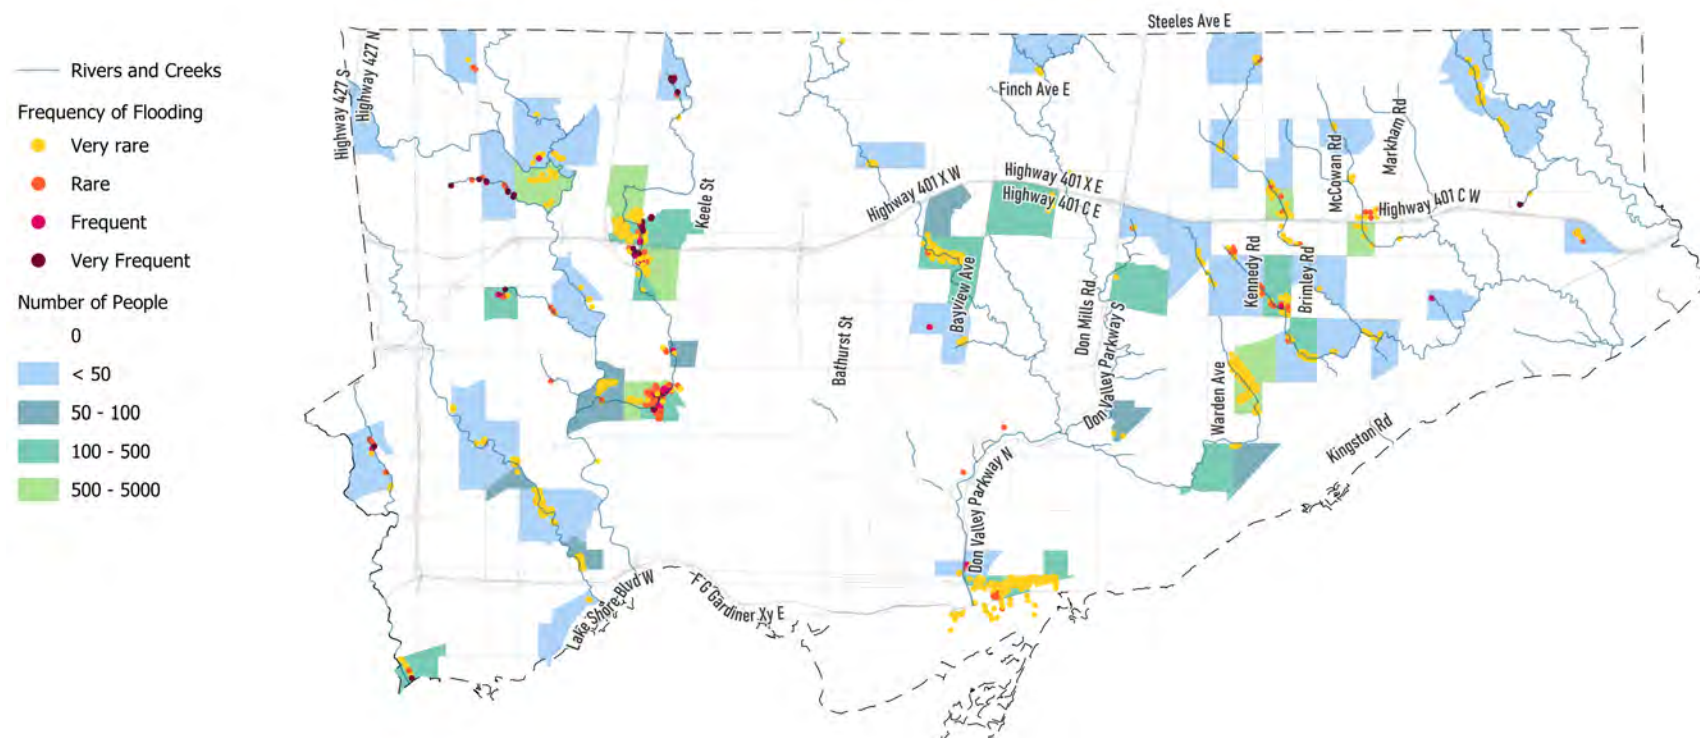 Rivers and Creeks
Frequency of Flooding
Very rare
Rare
Frequent
Very Frequent
Number of People
0
< 50
50 - 100
100 - 500
500 - 5000
Steeles Ave E
Highway 427 S
Highway 427 N
Finch Ave E
Markham Rd
McCowan Rd
Keele St
Highway 401 X W
Highway 401 X E
Highway 401 C E
Highway 401 C W
Kennedy Rd
Brimley Rd
Bayview Ave
Don Mills Rd
Don Valley Parkway S
Bathurst St
Warden Ave
Kingston Rd
Don Valley Parkway N
Lake Shore Blvd W
F G Gardiner Xy E